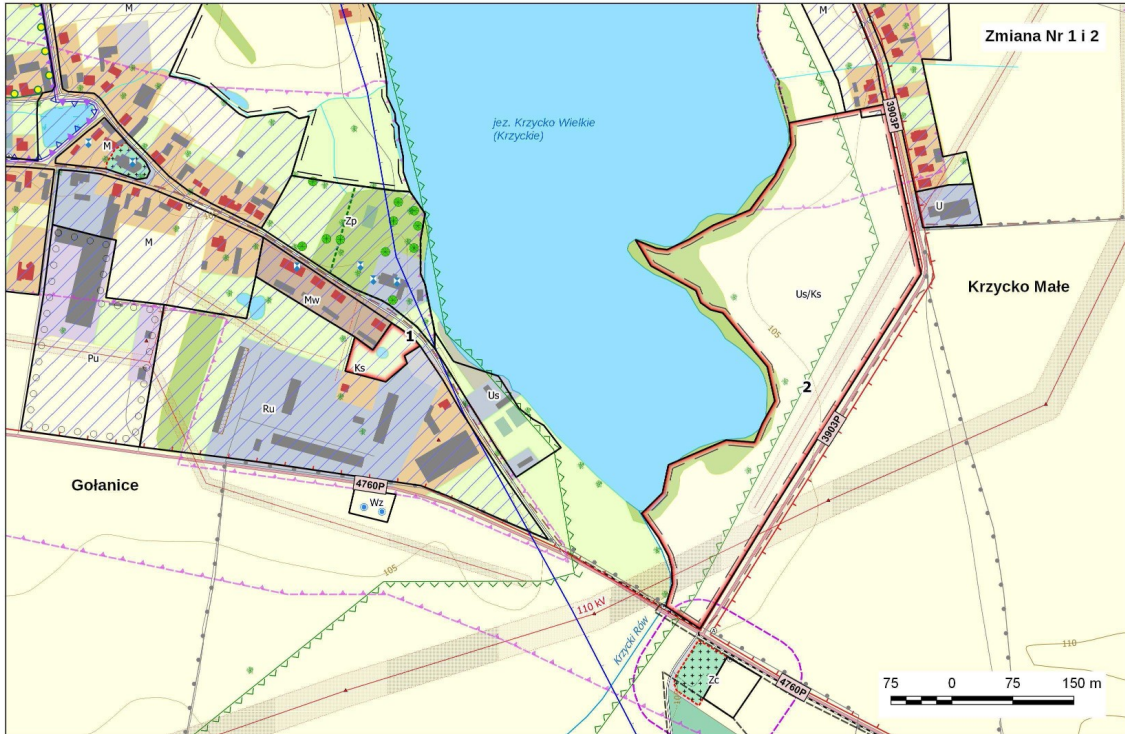 M
M
Zmiana Nr 1 i 2
3903P
jez. Krzycko Wielkie
(Krzyckie)
M
Zp
U
M
Us/Ks
Krzycko Małe
Mw
105
1
Ks
Pu
2
Us
Ru
3903P
Gołanice
4760P
Wz
105
110 KV
Krzycki Rów
110
Zc
4760P
75 0 75 150 m